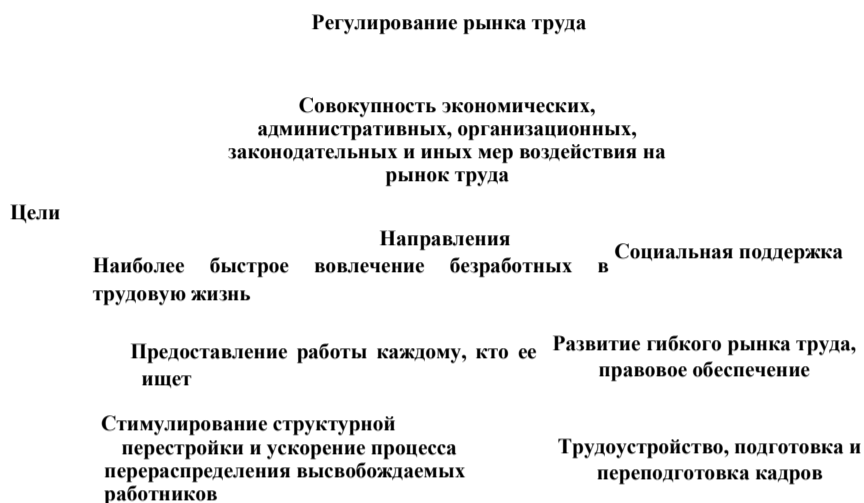 Регулирование рынка труда
Совокупность экономических,
административных, организационных,
законодательных и иных мер воздействия на
рынок труда
Цели
Направления
Наиболее быстрое вовлечение безработных в
трудовую жизнь
Социальная поддержка
Предоставление работы каждому, кто ее
ищет
Развитие гибкого рынка труда,
правовое обеспечение
Стимулирование структурной
перестройки и ускорение процесса
перераспределения высвобождаемых
работников
Трудоустройство, подготовка и
переподготовка кадров